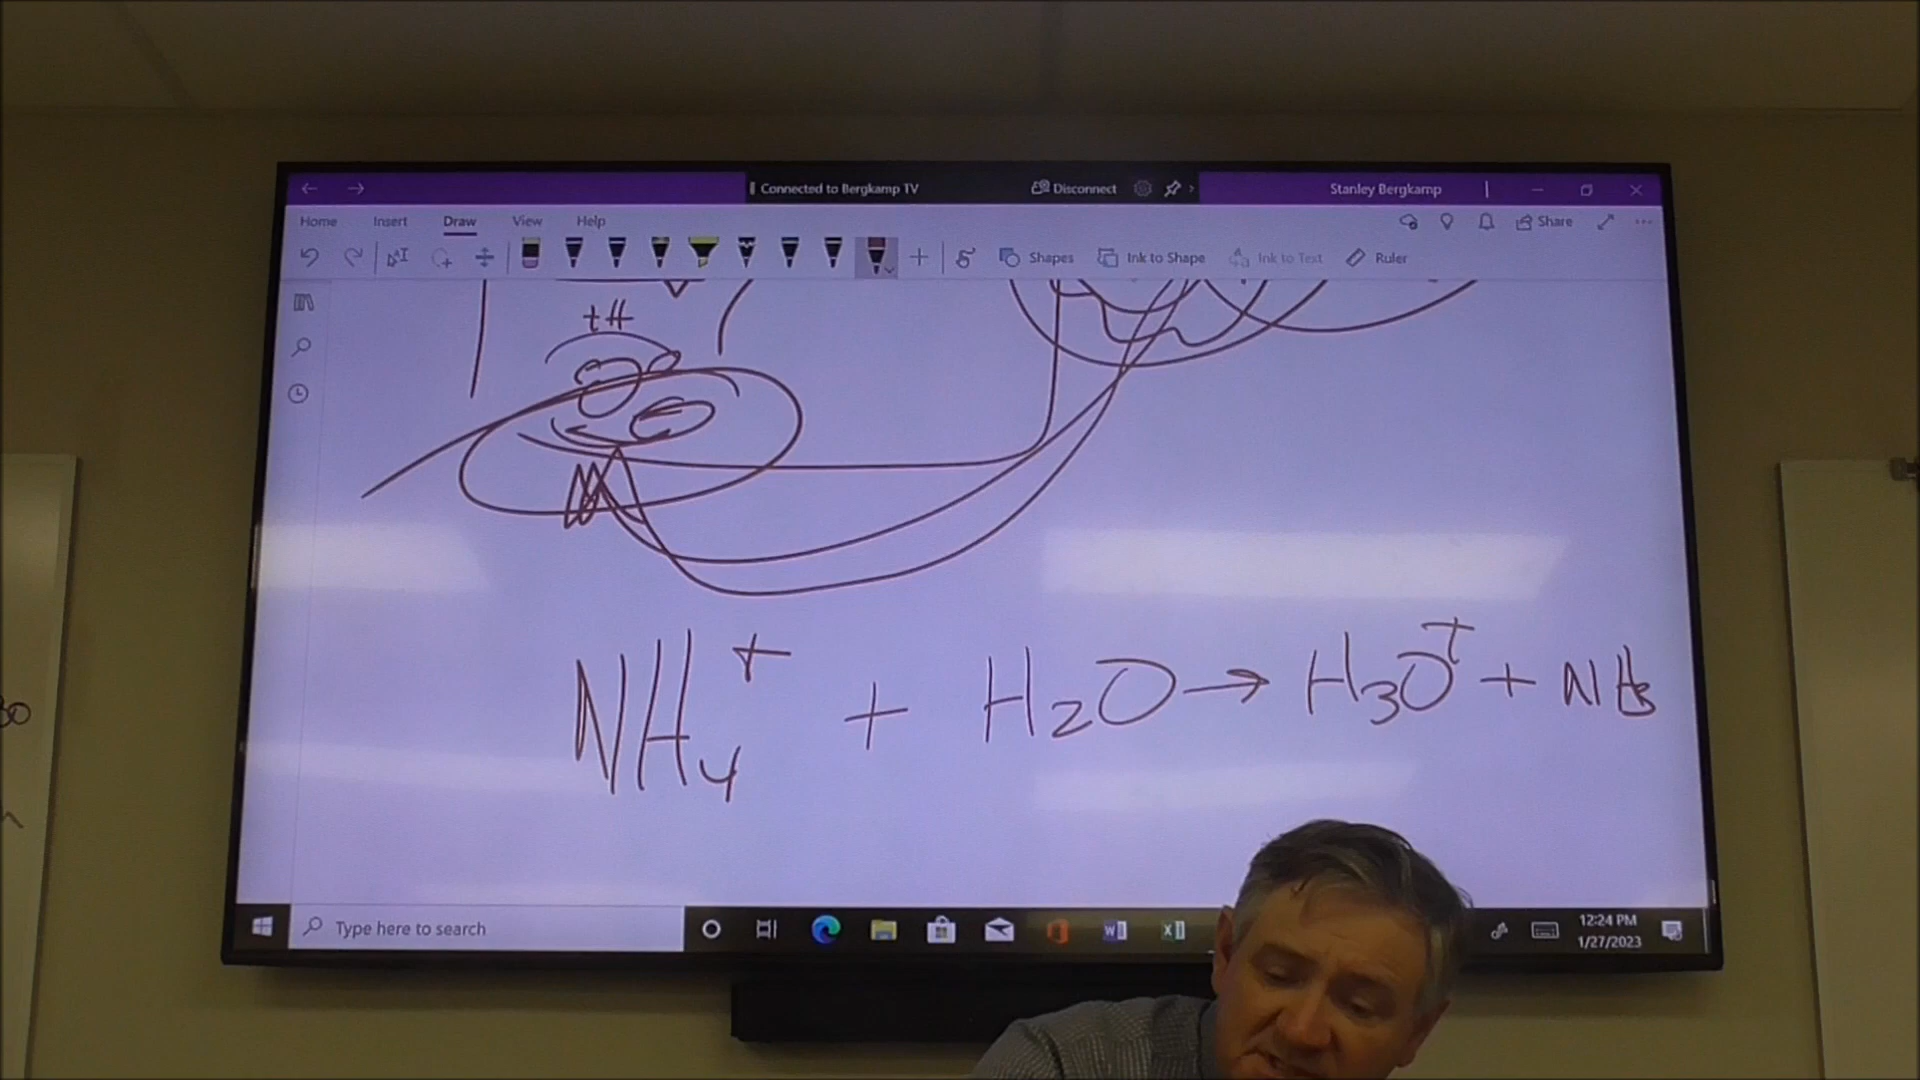 Connected to Bergkamp TV Disconnect Stanley Bergkamp
Home Insert Draw View Help Share
Shapes Ink to Shape Ink to Text Ruler
tH
NH₄⁺ + H₂O → H₃O⁺ + NH₃
Type here to search
12:24 PM
1/27/2023